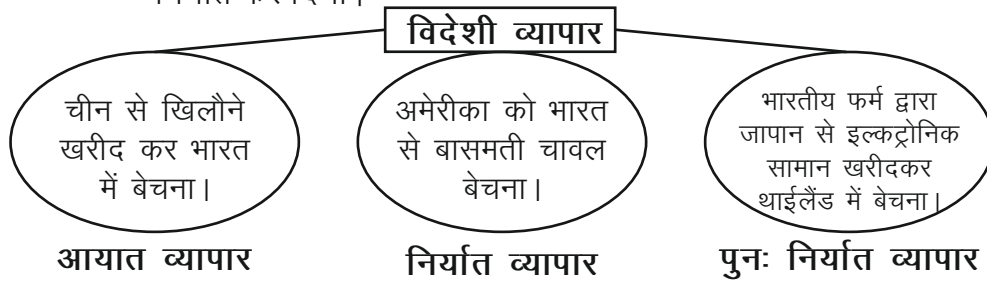 विदेशी व्यापार
चीन से खिलौने
खरीद कर भारत
में बेचना।
अमेरीका को भारत
से बासमती चावल
बेचना।
भारतीय फर्म द्वारा
जापान से इल्कट्रोनिक
सामान खरीदकर
थाईलैंड में बेचना।
आयात व्यापार
निर्यात व्यापार
पुनः निर्यात व्यापार